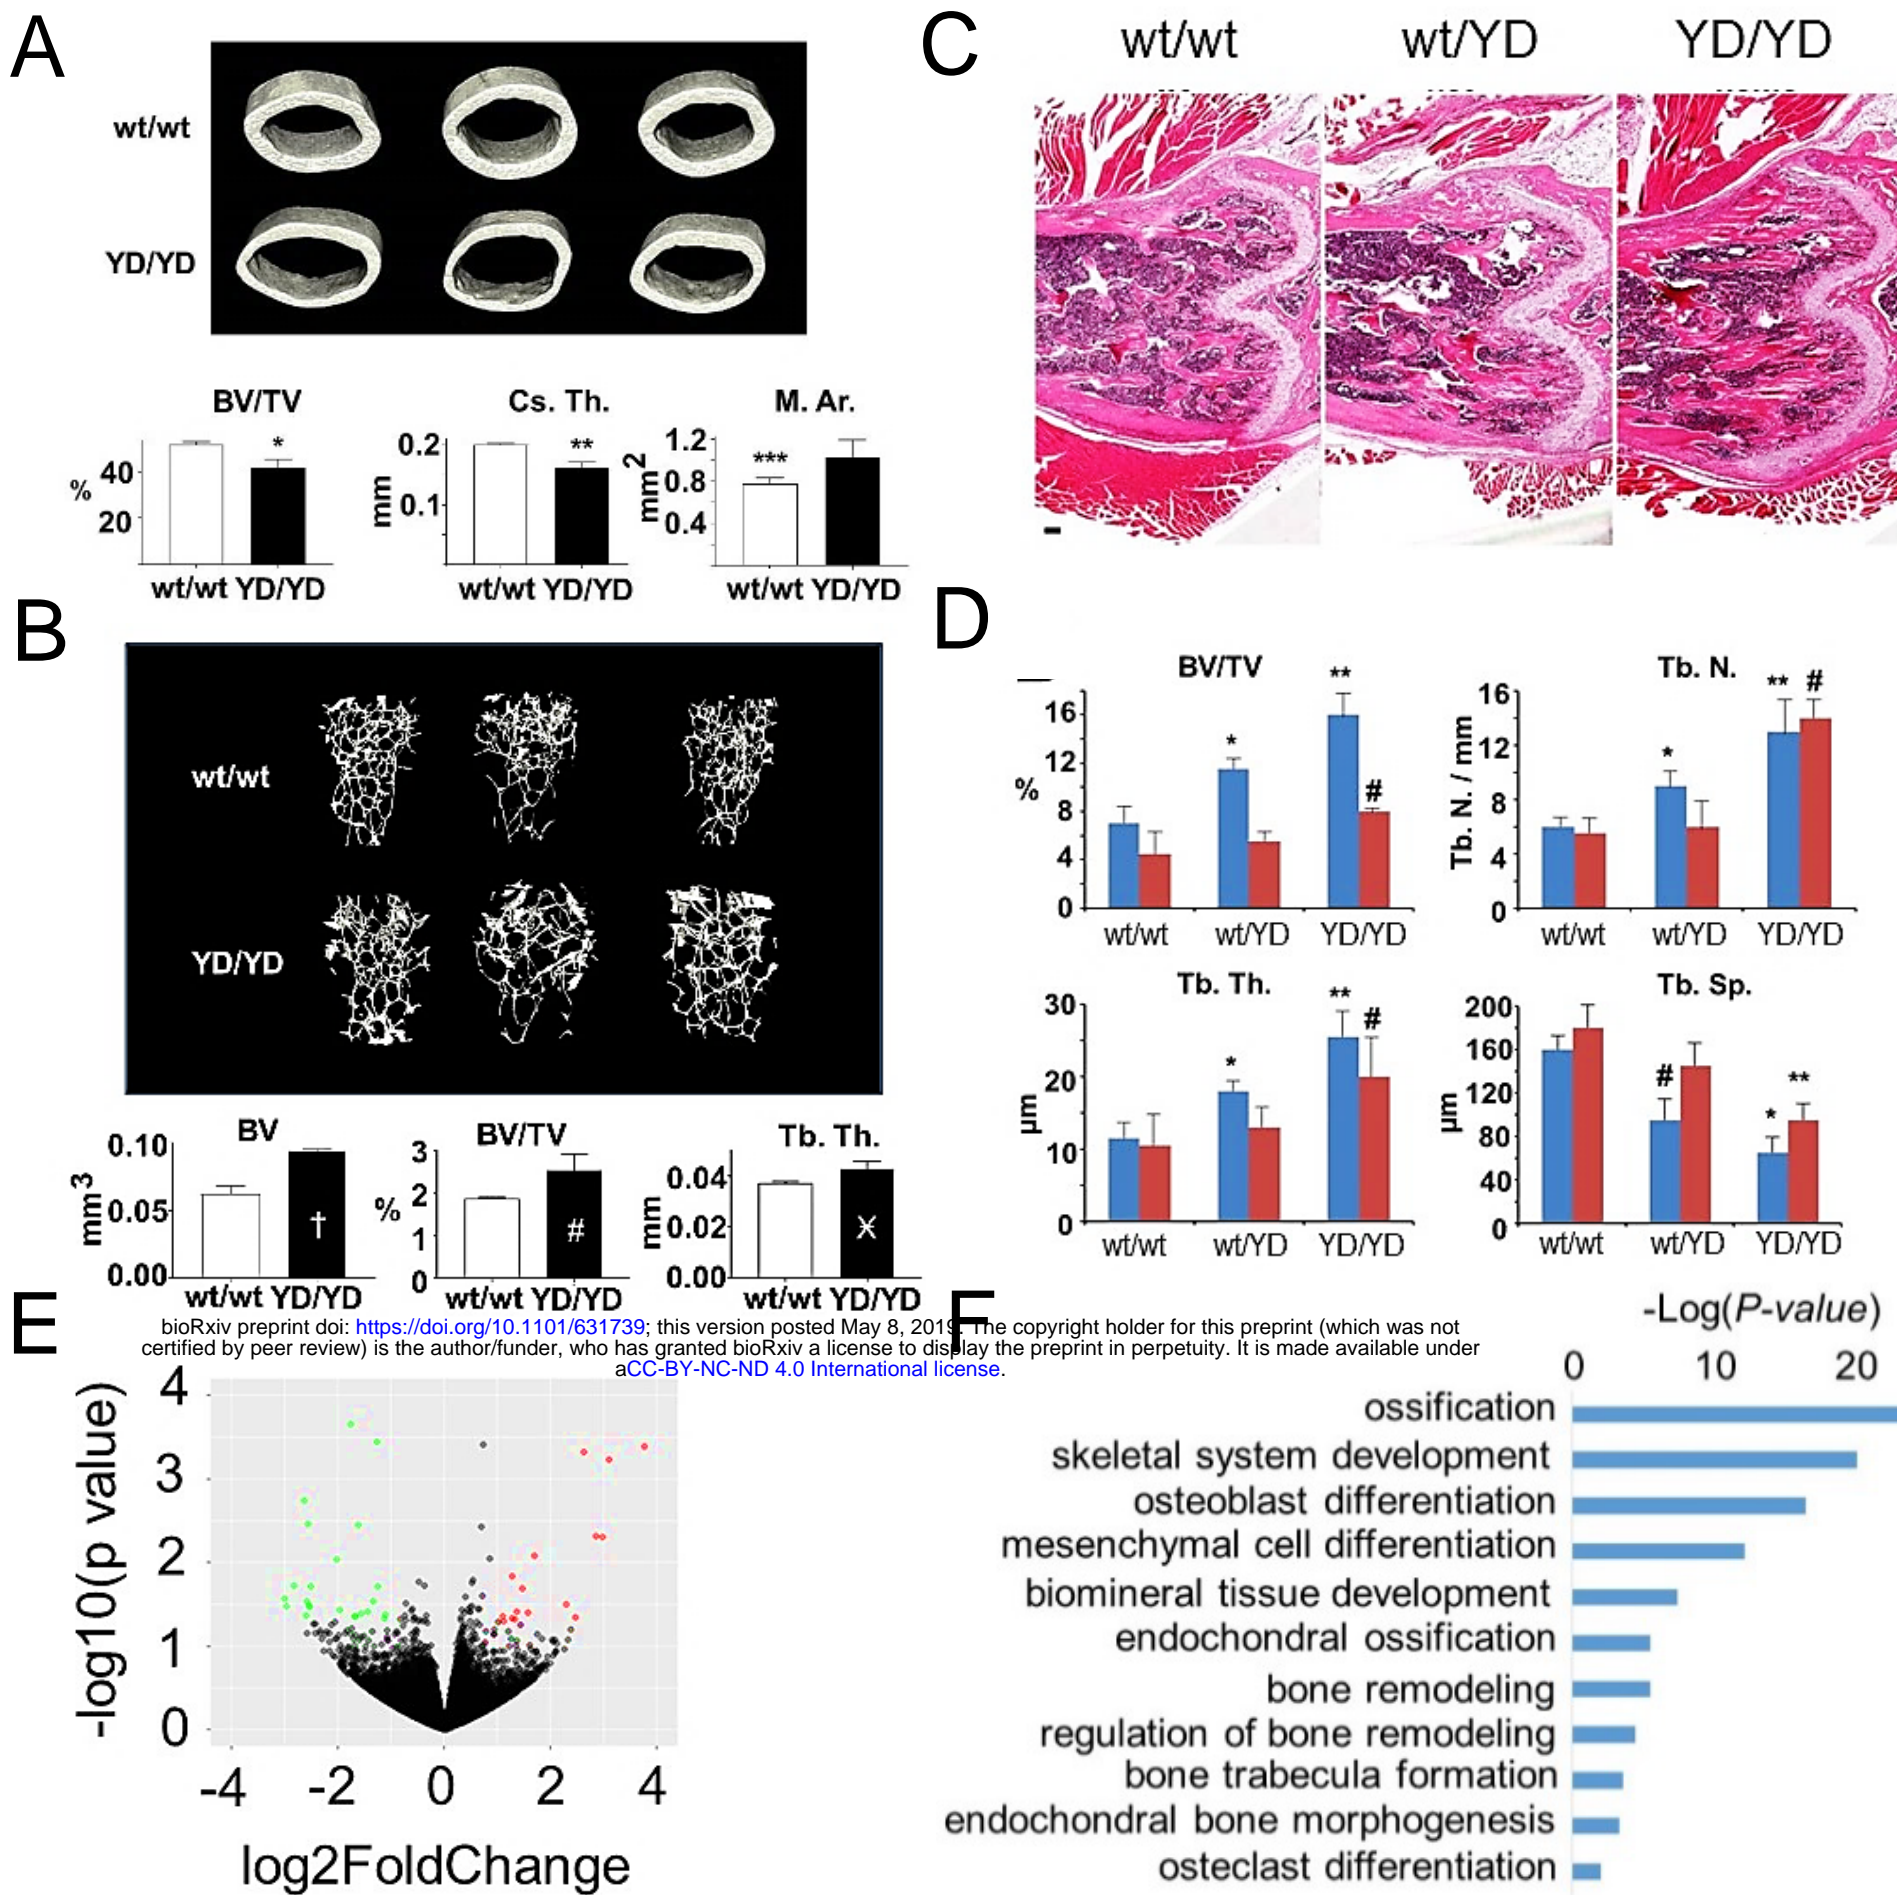 A
wt/wt
YD/YD
BV/TV
%
40
20
*
wt/wt YD/YD
Cs. Th.
mm
0.2
0.1
**
wt/wt YD/YD
M. Ar.
mm2
1.2
0.8
0.4
***
wt/wt YD/YD
B
wt/wt
YD/YD
BV
mm3
0.10
0.05
0.00
†
wt/wt YD/YD
BV/TV
%
3
2
1
0
#
wt/wt YD/YD
Tb. Th.
mm
0.04
0.02
0.00
wt/wt YD/YD
C
wt/wt wt/YD YD/YD
D
BV/TV
%
16
12
8
4
0
*
**
#
wt/wt wt/YD YD/YD
Tb. N.
Tb. N. / mm
16
12
8
4
0
*
** #
wt/wt wt/YD YD/YD
Tb. Th.
µm
30
20
10
0
*
**
#
wt/wt wt/YD YD/YD
Tb. Sp.
µm
200
160
120
80
40
0
#
*
**
wt/wt wt/YD YD/YD
bioRxiv preprint doi: https://doi.org/10.1101/631739; this version posted May 8, 2019. The copyright holder for this preprint (which was not
certified by peer review) is the author/funder, who has granted bioRxiv a license to display the preprint in perpetuity. It is made available under
aCC-BY-NC-ND 4.0 International license.
E
-log10(p value)
4
3
2
1
0
-4 -2 0 2 4
log2FoldChange
F
-Log(P-value)
0 10 20
ossification
skeletal system development
osteoblast differentiation
mesenchymal cell differentiation
biomineral tissue development
endochondral ossification
bone remodeling
regulation of bone remodeling
bone trabecula formation
endochondral bone morphogenesis
osteclast differentiation